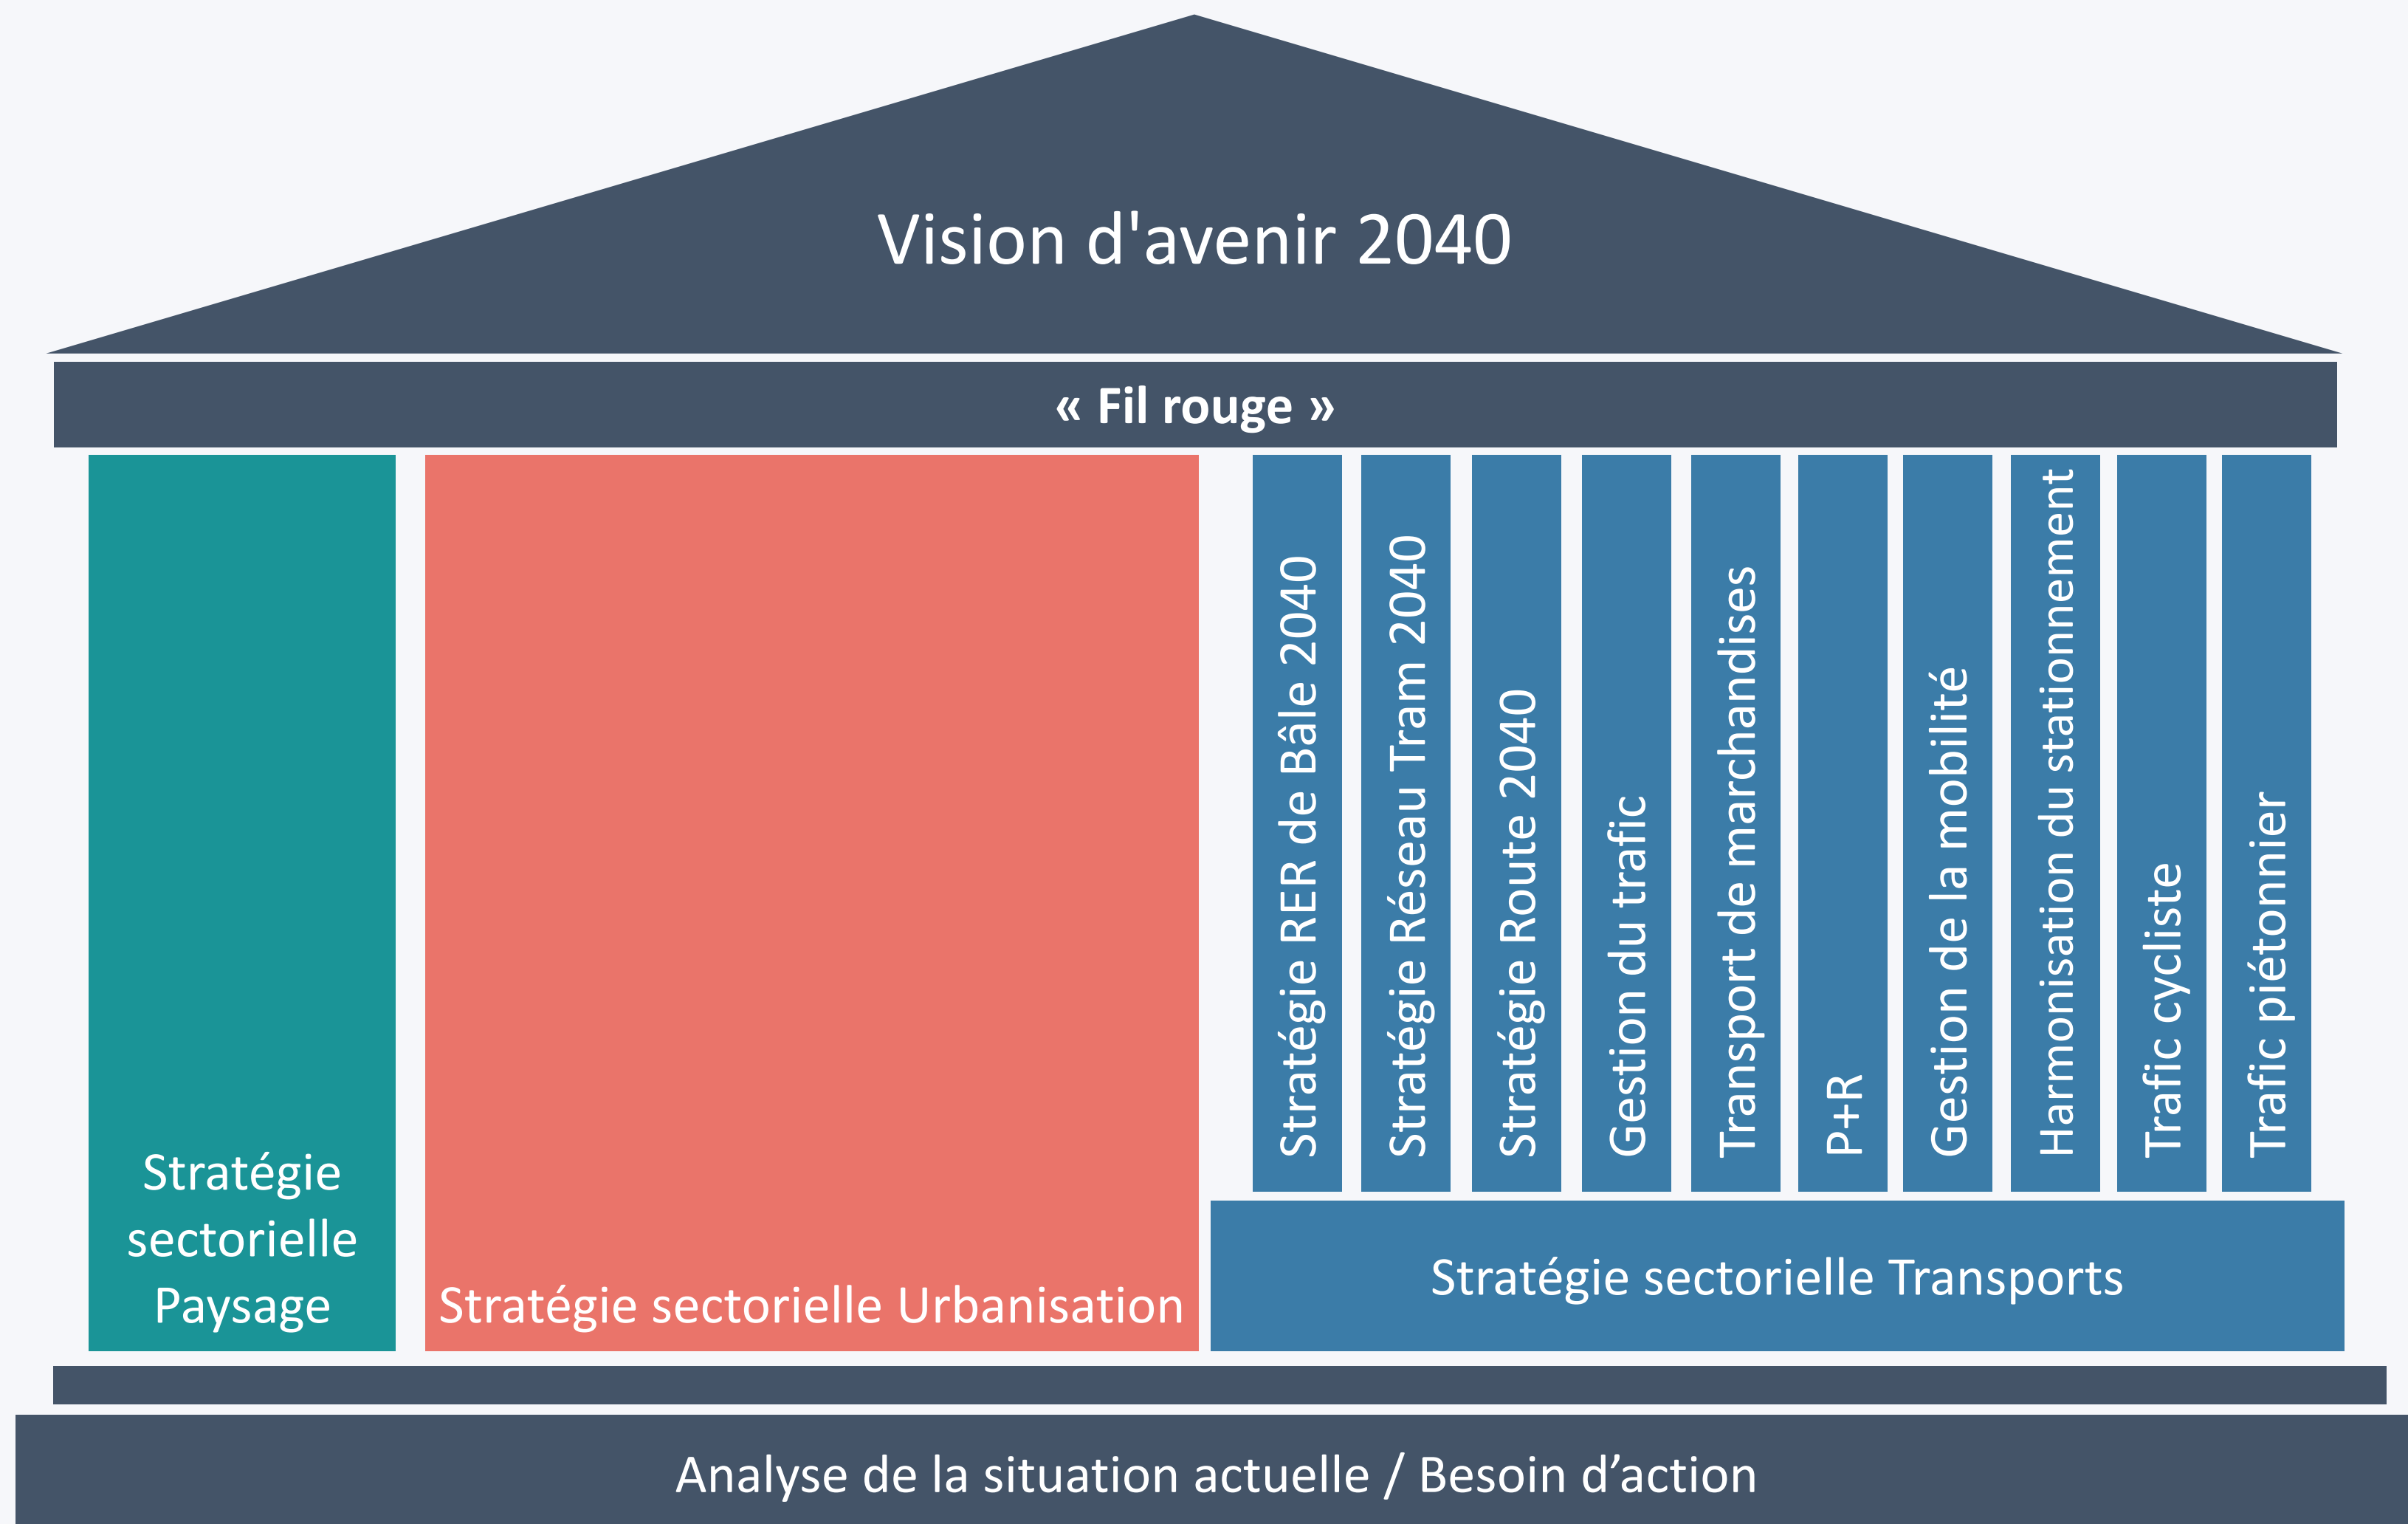 Vision d'avenir 2040
« Fil rouge »
Stratégie
sectorielle
Paysage
Stratégie sectorielle Urbanisation
Stratégie RER de Bâle 2040
Stratégie Réseau Tram 2040
Stratégie Route 2040
Gestion du trafic
Transport de marchandises
P+R
Gestion de la mobilité
Harmonisation du stationnement
Trafic cycliste
Trafic piétonnier
Stratégie sectorielle Transports
Analyse de la situation actuelle / Besoin d’action